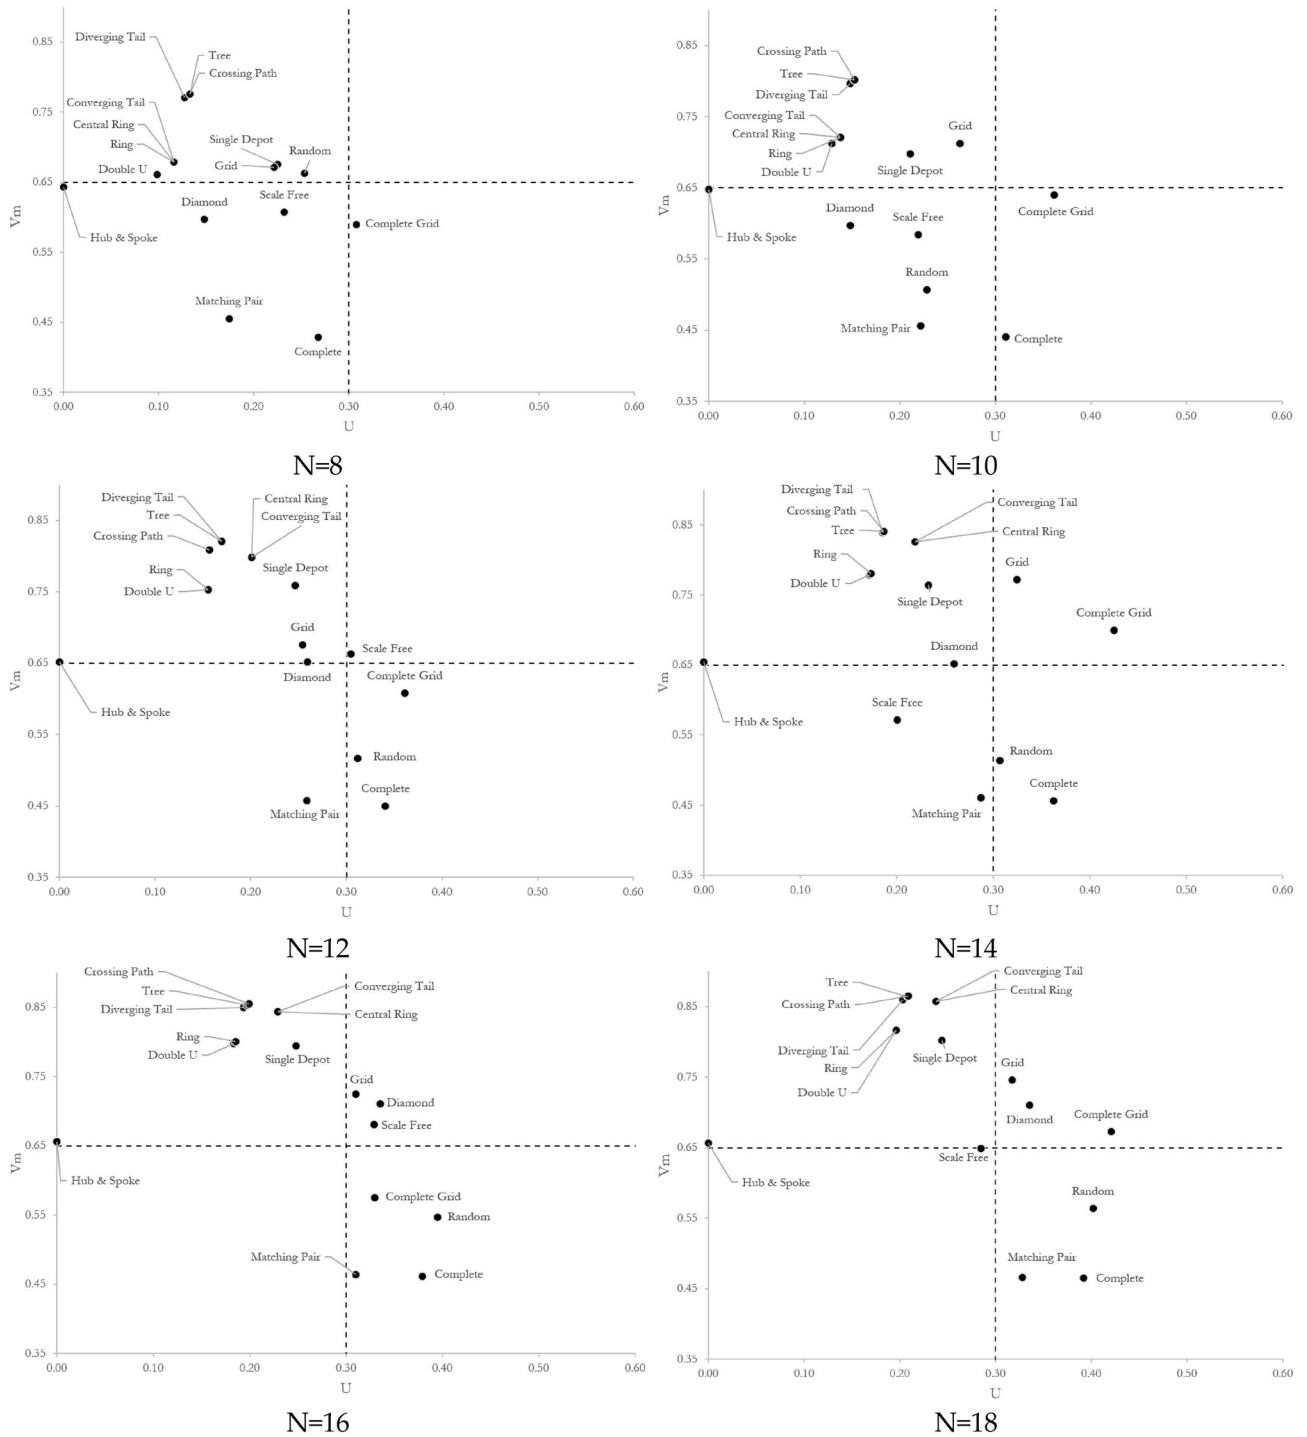 0.85
0.75
0.65
0.55
0.45
0.35
Vm
Diverging Tail
Tree
Crossing Path
Converging Tail
Central Ring
Ring
Double U
Single Depot
Grid
Random
Diamond
Scale Free
Hub & Spoke
Complete Grid
Matching Pair
Complete
0.00 0.10 0.20 0.30 0.40 0.50 0.60
U
N=8
0.85
0.75
0.65
0.55
0.45
0.35
Vm
Crossing Path
Tree
Diverging Tail
Converging Tail
Central Ring
Ring
Double U
Grid
Single Depot
Diamond
Scale Free
Hub & Spoke
Complete Grid
Random
Matching Pair
Complete
0.00 0.10 0.20 0.30 0.40 0.50 0.60
U
N=10
0.85
0.75
0.65
0.55
0.45
0.35
Vm
Diverging Tail
Tree
Crossing Path
Central Ring
Converging Tail
Ring
Double U
Single Depot
Grid
Scale Free
Diamond
Complete Grid
Hub & Spoke
Random
Complete
Matching Pair
0.00 0.10 0.20 0.30 0.40 0.50 0.60
U
N=12
0.85
0.75
0.65
0.55
0.45
0.35
Vm
Diverging Tail
Crossing Path
Tree
Converging Tail
Central Ring
Ring
Double U
Single Depot
Grid
Complete Grid
Diamond
Scale Free
Hub & Spoke
Random
Complete
Matching Pair
0.00 0.10 0.20 0.30 0.40 0.50 0.60
U
N=14
0.85
0.75
0.65
0.55
0.45
0.35
Vm
Crossing Path
Tree
Diverging Tail
Converging Tail
Central Ring
Ring
Double U
Single Depot
Grid
Diamond
Scale Free
Hub & Spoke
Complete Grid
Random
Matching Pair
Complete
0.00 0.10 0.20 0.30 0.40 0.50 0.60
U
N=16
0.85
0.75
0.65
0.55
0.45
0.35
Vm
Tree
Crossing Path
Converging Tail
Central Ring
Diverging Tail
Ring
Double U
Single Depot
Grid
Diamond
Complete Grid
Scale Free
Hub & Spoke
Random
Matching Pair
Complete
0.00 0.10 0.20 0.30 0.40 0.50 0.60
U
N=18